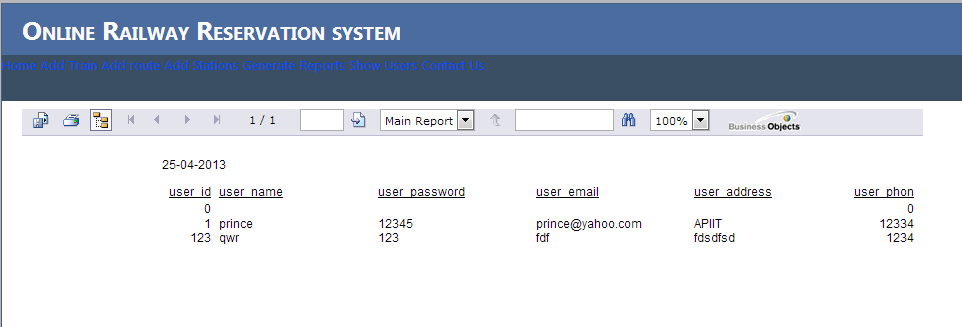 Online Railway Reservation system
Home Add Train Add route Add Stations Generate Reports Show Users Contact Us
1 / 1 Main Report 100% Business Objects
25-04-2013
user_id user_name user_password user_email user_address user_phon
0 0
1 prince 12345 prince@yahoo.com APIIT 12334
123 qwr 123 fdf fdsdfsd 1234